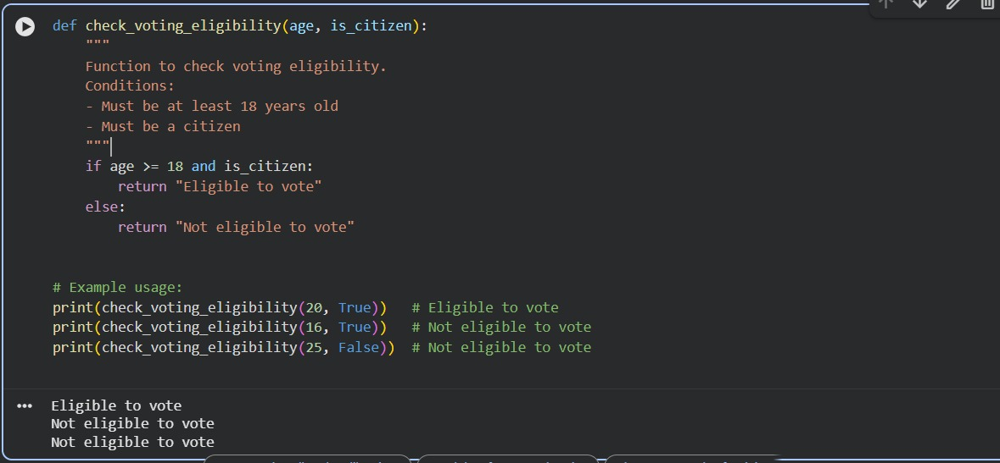 def check_voting_eligibility(age, is_citizen):
    """
    Function to check voting eligibility.
    Conditions:
    - Must be at least 18 years old
    - Must be a citizen
    """
    if age >= 18 and is_citizen:
        return "Eligible to vote"
    else:
        return "Not eligible to vote"


# Example usage:
print(check_voting_eligibility(20, True))   # Eligible to vote
print(check_voting_eligibility(16, True))   # Not eligible to vote
print(check_voting_eligibility(25, False))  # Not eligible to vote

Eligible to vote
Not eligible to vote
Not eligible to vote